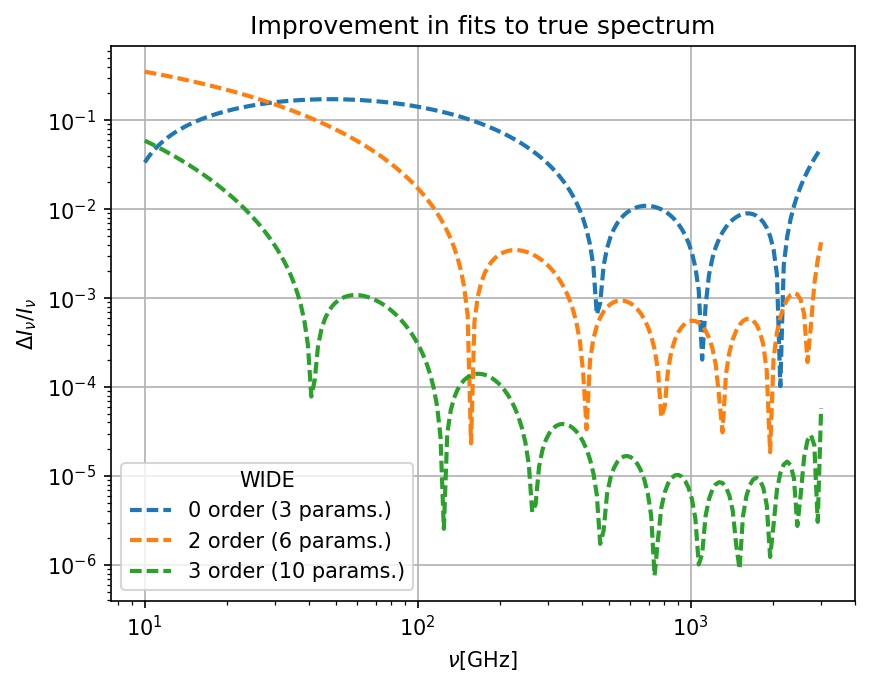 Improvement in fits to true spectrum
ΔI_ν/I_ν
10⁻¹
10⁻²
10⁻³
10⁻⁴
10⁻⁵
10⁻⁶
WIDE
0 order (3 params.)
2 order (6 params.)
3 order (10 params.)
10¹
10²
10³
ν[GHz]